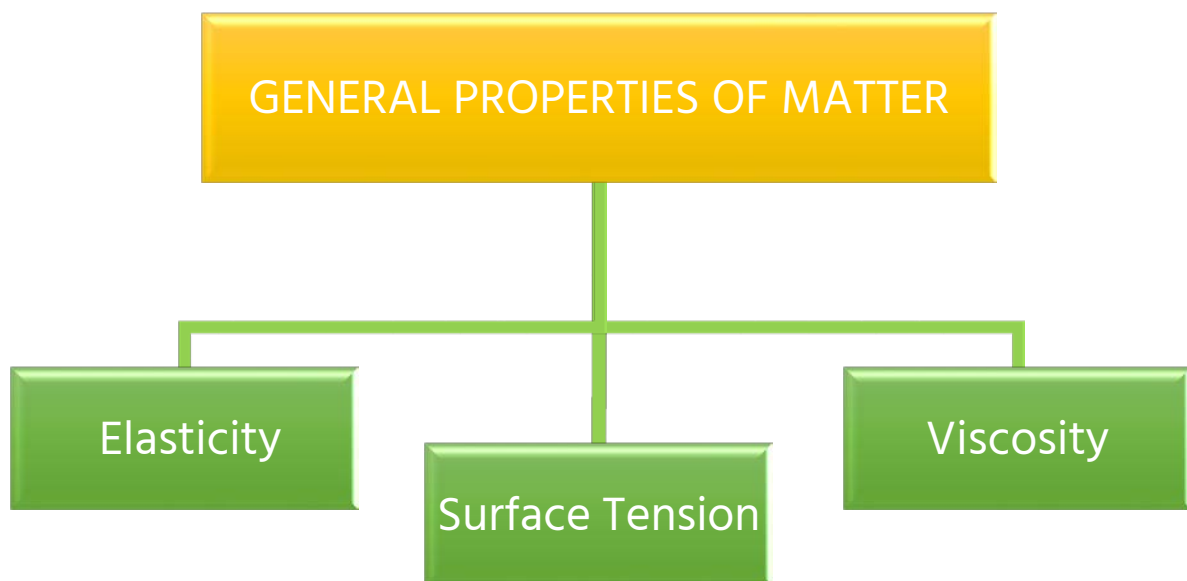 GENERAL PROPERTIES OF MATTER
Elasticity
Surface Tension
Viscosity